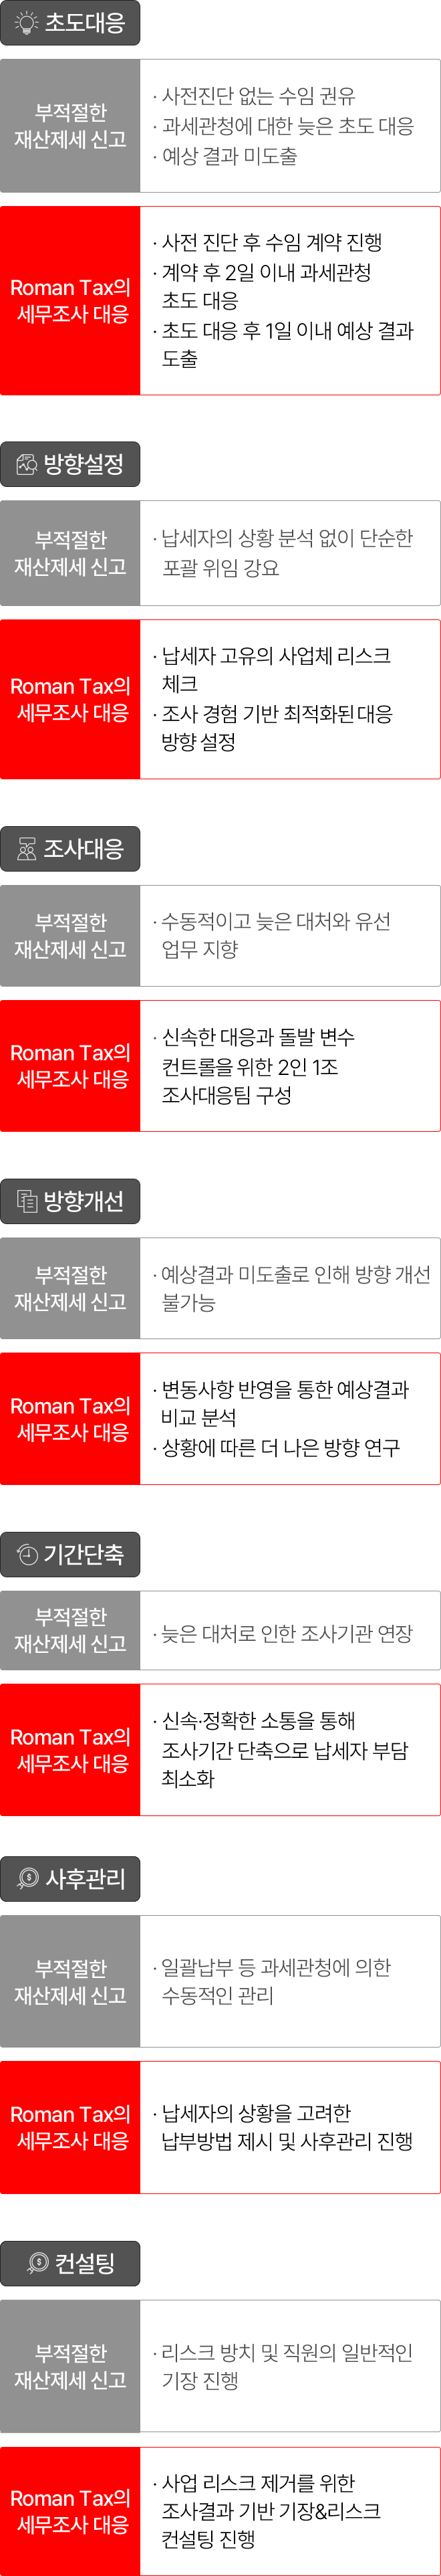 초도대응
부적절한
재산제세 신고
· 사전진단 없는 수임 권유
· 과세관청에 대한 늦은 초도 대응
· 예상 결과 미도출
Roman Tax의
세무조사 대응
· 사전 진단 후 수임 계약 진행
· 계약 후 2일 이내 과세관청
초도 대응
· 초도 대응 후 1일 이내 예상 결과
도출
방향설정
부적절한
재산제세 신고
· 납세자의 상황 분석 없이 단순한
포괄 위임 강요
Roman Tax의
세무조사 대응
· 납세자 고유의 사업체 리스크
체크
· 조사 경험 기반 최적화된 대응
방향 설정
조사대응
부적절한
재산제세 신고
· 수동적이고 늦은 대처와 유선
업무 지향
Roman Tax의
세무조사 대응
· 신속한 대응과 돌발 변수
컨트롤을 위한 2인 1조
조사대응팀 구성
방향개선
부적절한
재산제세 신고
· 예상결과 미도출로 인해 방향 개선
불가능
Roman Tax의
세무조사 대응
· 변동사항 반영을 통한 예상결과
비교 분석
· 상황에 따른 더 나은 방향 연구
기간단축
부적절한
재산제세 신고
· 늦은 대처로 인한 조사기관 연장
Roman Tax의
세무조사 대응
· 신속·정확한 소통을 통해
조사기간 단축으로 납세자 부담
최소화
사후관리
부적절한
재산제세 신고
· 일괄납부 등 과세관청에 의한
수동적인 관리
Roman Tax의
세무조사 대응
· 납세자의 상황을 고려한
납부방법 제시 및 사후관리 진행
컨설팅
부적절한
재산제세 신고
· 리스크 방치 및 직원의 일반적인
기장 진행
Roman Tax의
세무조사 대응
· 사업 리스크 제거를 위한
조사결과 기반 기장&리스크
컨설팅 진행